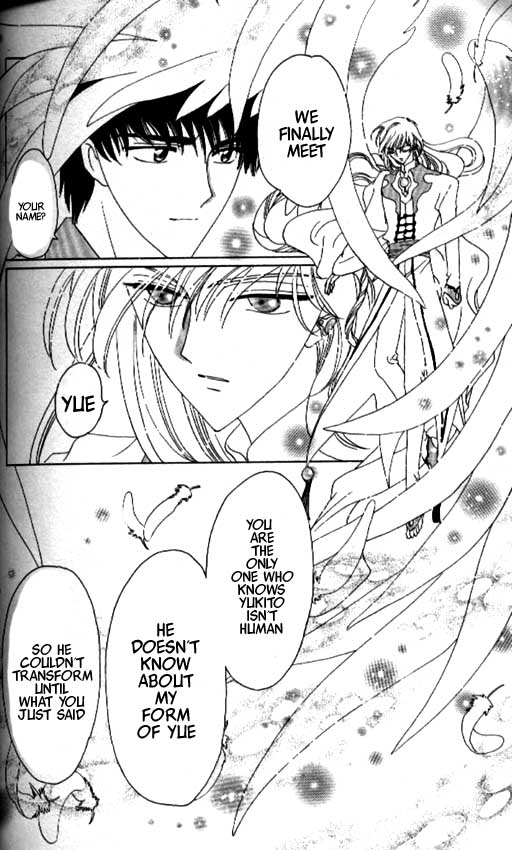 WE
FINALLY
MEET
YOUR
NAME?
YUE
YOU
ARE
THE
ONLY
ONE WHO
KNOWS
YUKITO
ISN'T
HUMAN
HE
DOESN'T
KNOW
ABOUT
MY
FORM
OF YUE
SO HE
COULDN'T
TRANSFORM
UNTIL
WHAT YOU
JUST SAID